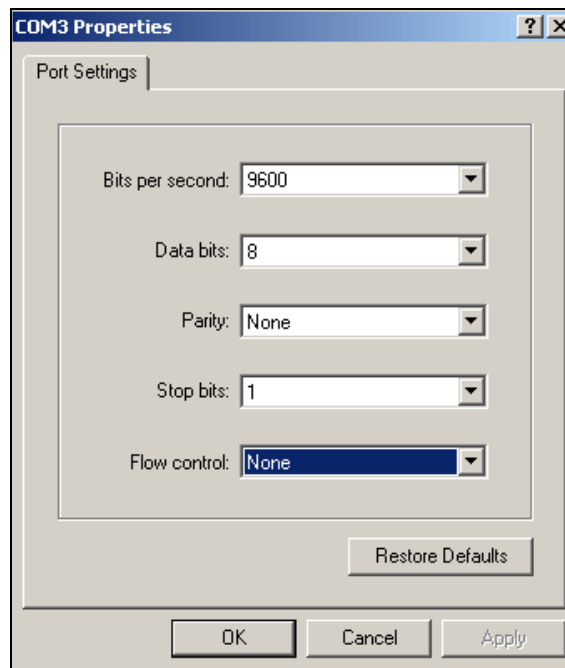 COM3 Properties
Port Settings
Bits per second: 9600
Data bits: 8
Parity: None
Stop bits: 1
Flow control: None
Restore Defaults
OK Cancel Apply